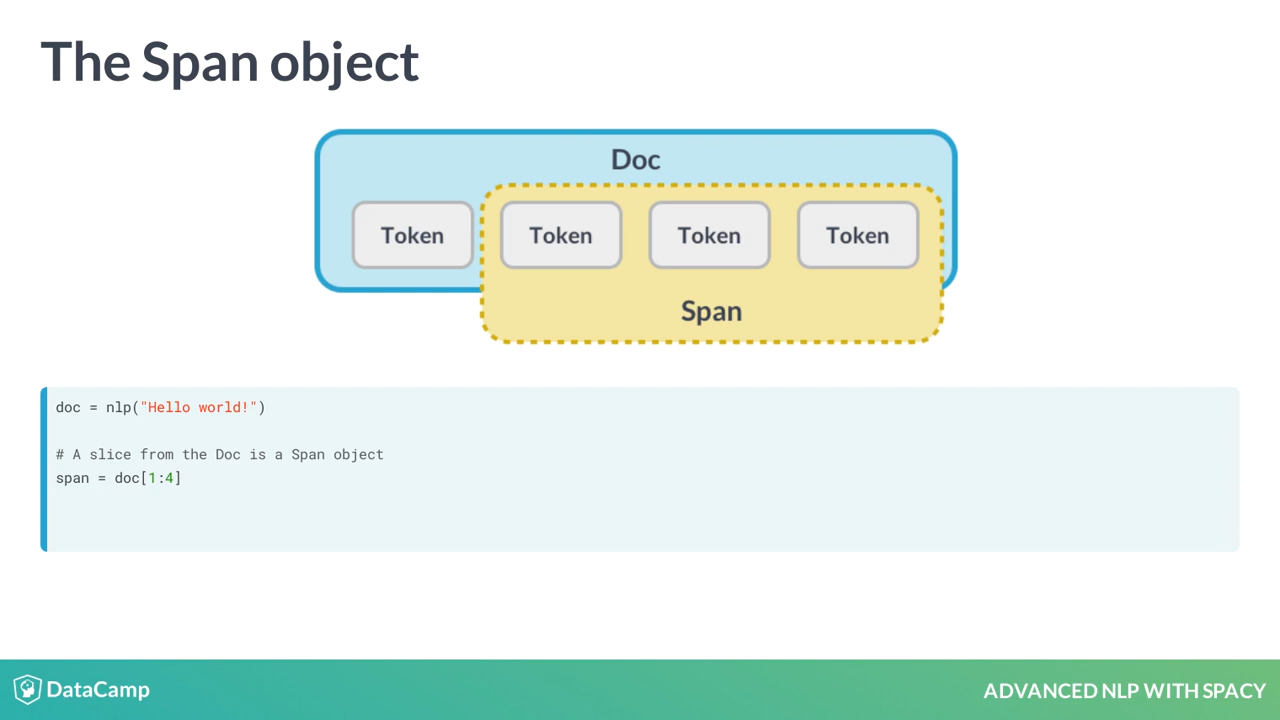 The Span object
Doc
Token Token Token Token
Span
doc = nlp("Hello world!")
# A slice from the Doc is a Span object
span = doc[1:4]
DataCamp
ADVANCED NLP WITH SPACY